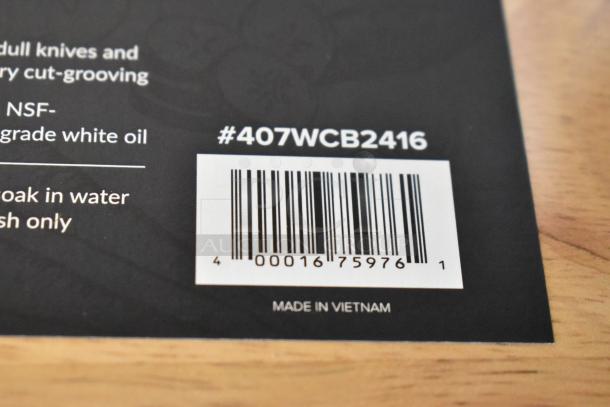 dull knives and
ry cut-grooving
NSF-
grade white oil
oak in water
sh only
#407WCB2416
AUCTION
4 00016 75976 1
MADE IN VIETNAM